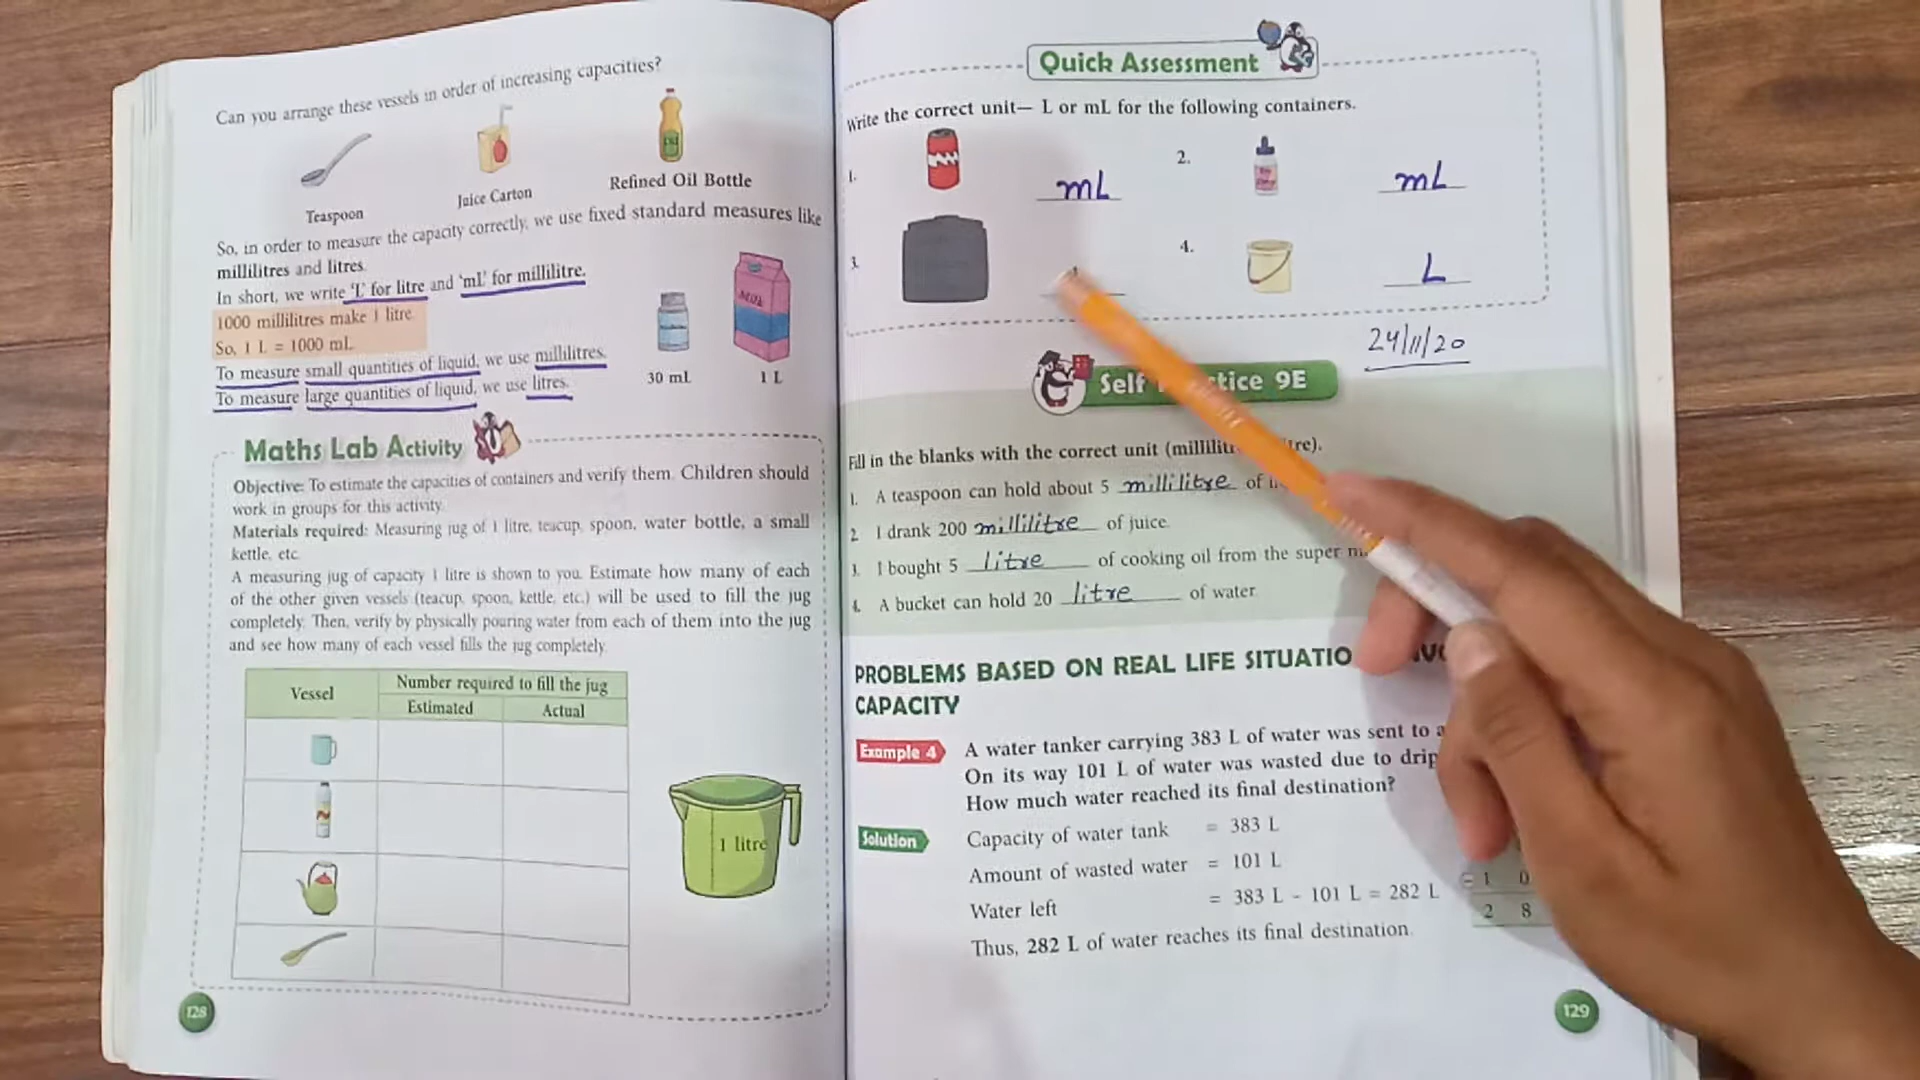 Can you arrange these vessels in order of increasing capacities?
Teaspoon
Juice Carton
Refined Oil Bottle
So, in order to measure the capacity correctly, we use fixed standard measures like
millilitres and litres.
In short, we write 'L' for litre and 'mL' for millilitre.
1000 millilitres make 1 litre.
So, 1 L = 1000 mL
To measure small quantities of liquid, we use millilitres.
To measure large quantities of liquid, we use litres.
MILK
30 mL
1 L
Maths Lab Activity
Objective: To estimate the capacities of containers and verify them. Children should
work in groups for this activity.
Materials required: Measuring jug of 1 litre, teacup, spoon, water bottle, a small
kettle, etc.
A measuring jug of capacity 1 litre is shown to you. Estimate how many of each
of the other given vessels (teacup, spoon, kettle, etc.) will be used to fill the jug
completely. Then, verify by physically pouring water from each of them into the jug
and see how many of each vessel fills the jug completely.
Vessel
Number required to fill the jug
Estimated
Actual
1 litre
128
Quick Assessment
Write the correct unit— L or mL for the following containers.
1.
mL
2.
mL
3.
4.
L
24/11/20
Self
tice 9E
Fill in the blanks with the correct unit
1. A teaspoon can hold about 5 millilitre of
2. I drank 200 millilitre of juice.
3. I bought 5 litre of cooking oil from the super
4. A bucket can hold 20 litre of water.
PROBLEMS BASED ON REAL LIFE
CAPACITY
Example 4
A water tanker carrying 383 L of water was sent to
On its way 101 L of water was wasted due to
How much water reached its final destination?
Solution
Capacity of water tank = 383 L
Amount of wasted water = 101 L
Water left = 383 L - 101 L = 282 L
Thus, 282 L of water reaches its final destination.
1 0
2 8
129